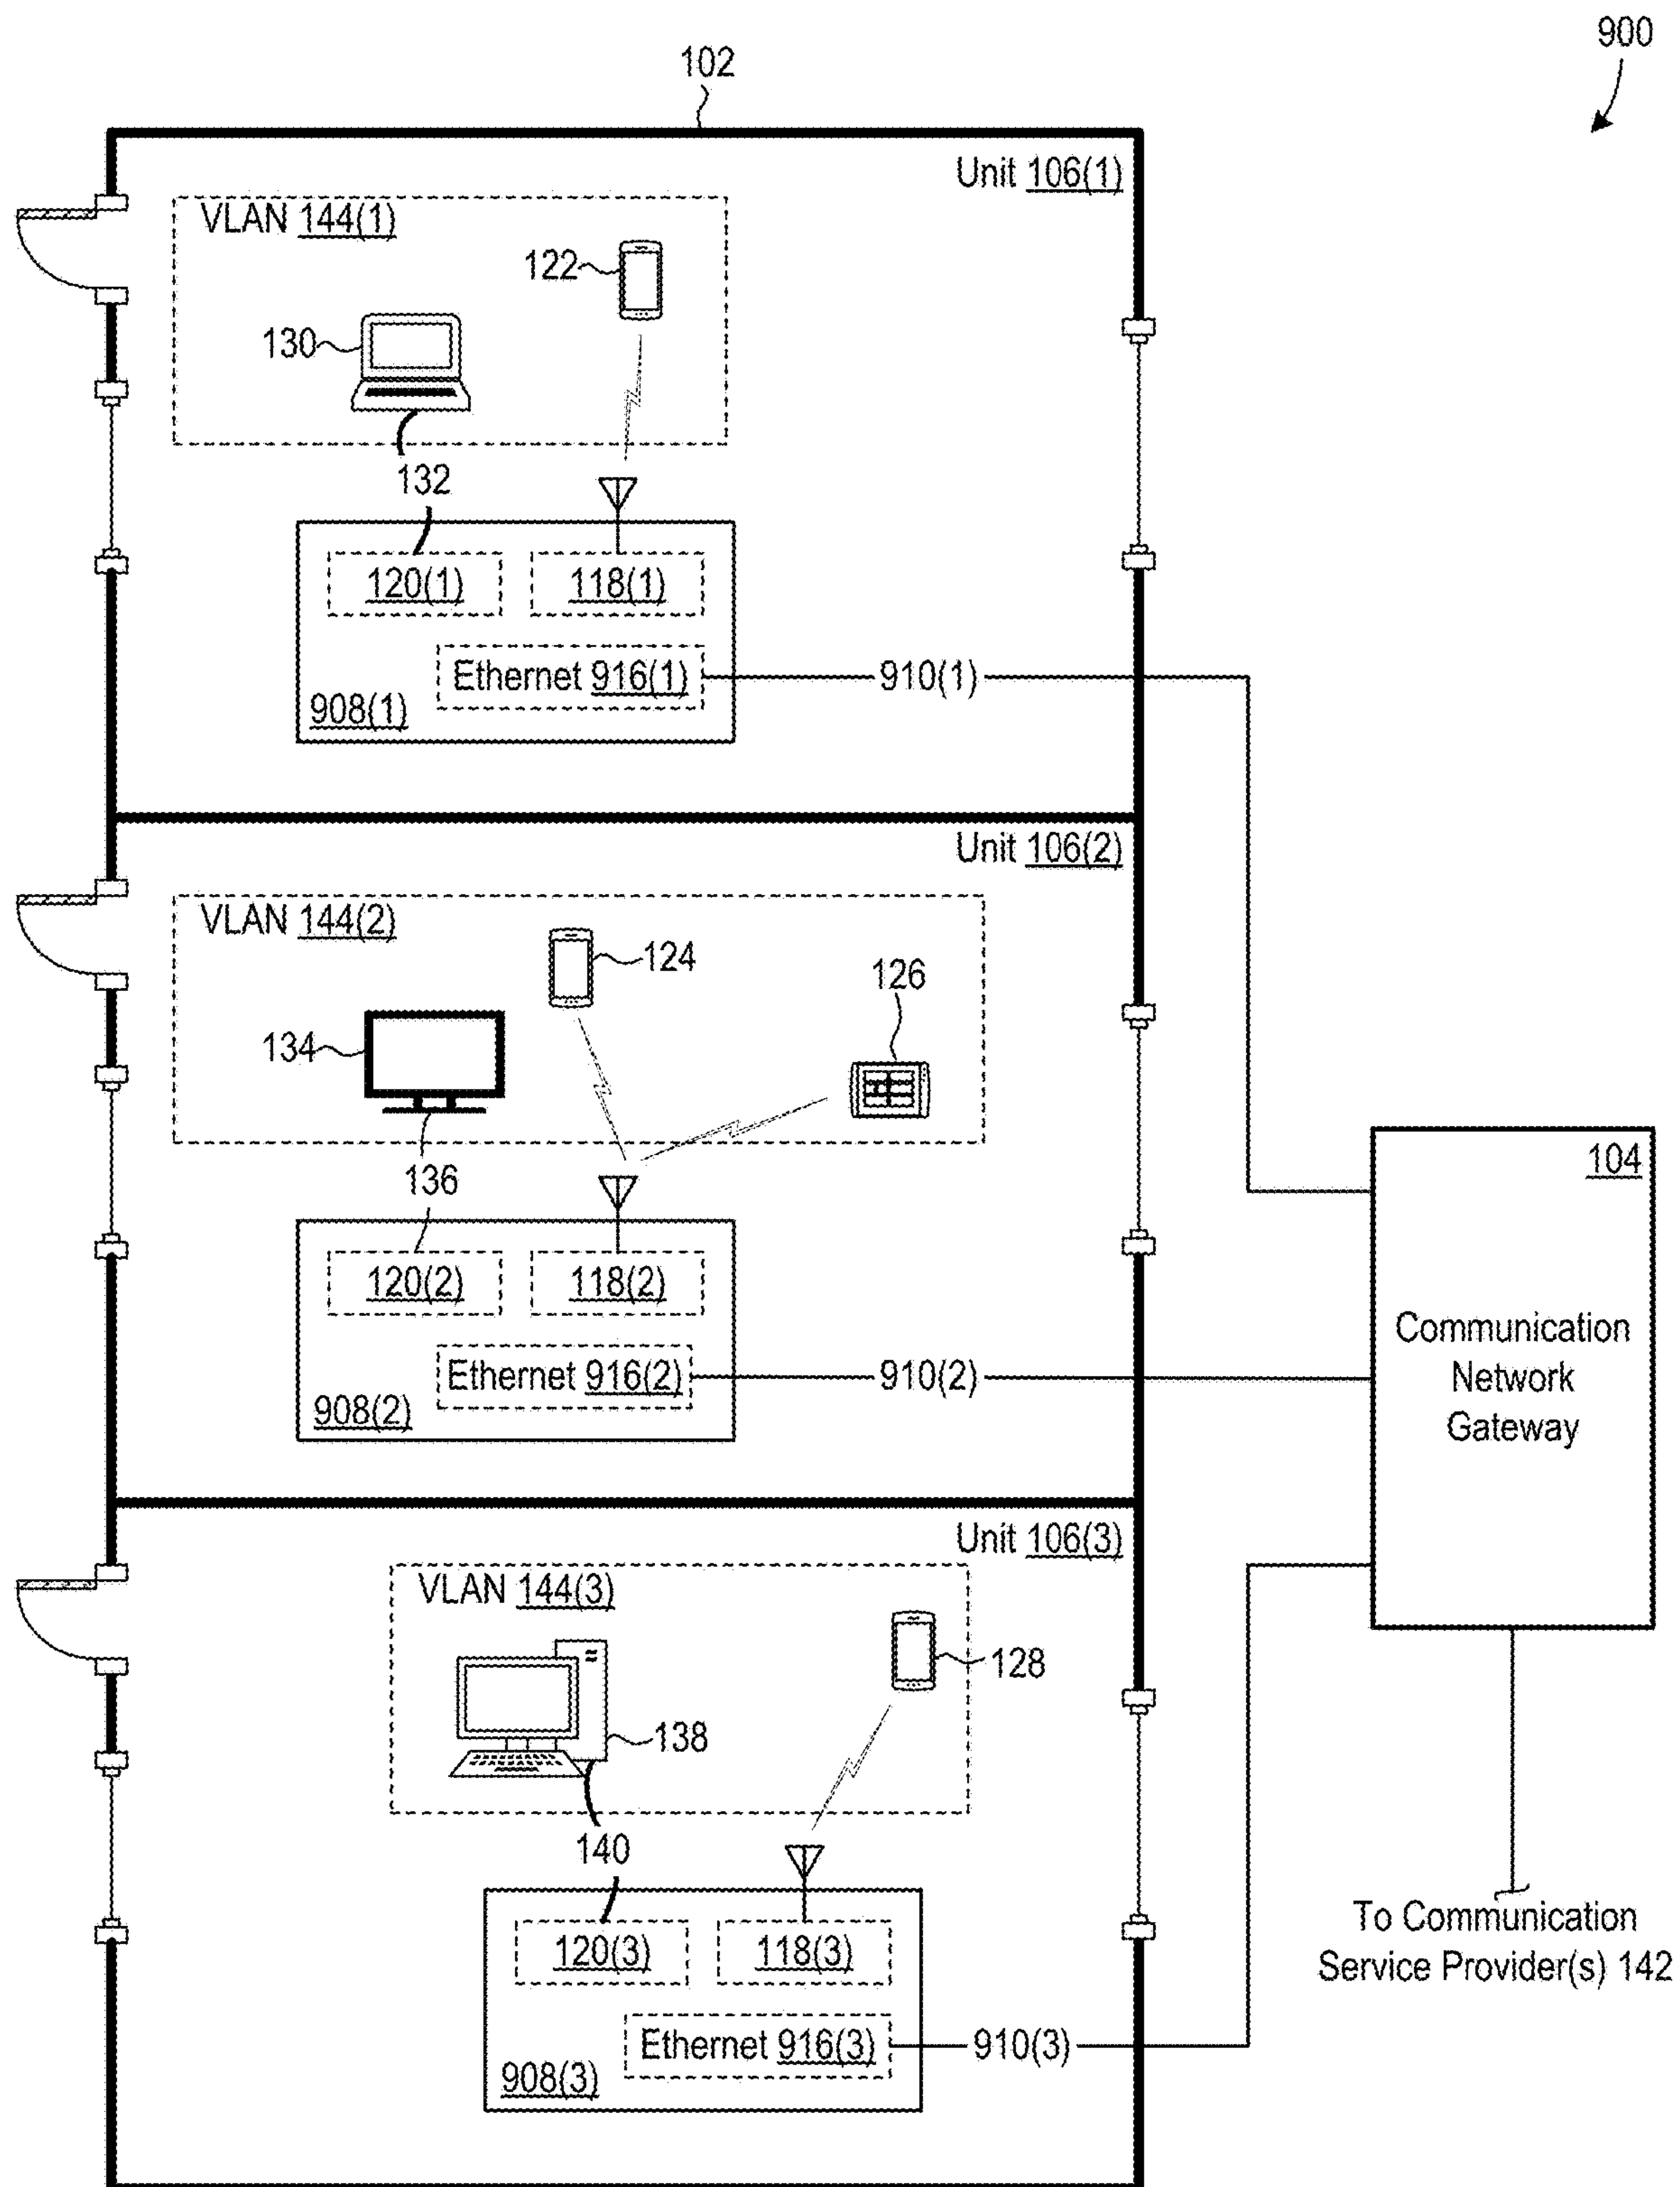 900
102
Unit 106(1)
VLAN 144(1)
122
130
132
120(1)
118(1)
Ethernet 916(1)
910(1)
908(1)
Unit 106(2)
VLAN 144(2)
124
126
134
136
104
120(2)
118(2)
Communication
Network
Gateway
Ethernet 916(2)
910(2)
908(2)
Unit 106(3)
VLAN 144(3)
128
138
140
To Communication
Service Provider(s) 142
120(3)
118(3)
Ethernet 916(3)
910(3)
908(3)